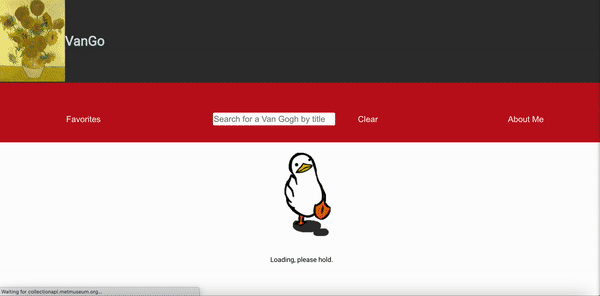 VanGo
Favorites
Search for a Van Gogh by title
Clear
About Me
Loading, please hold.
Waiting for collectionapi.metmuseum.org...